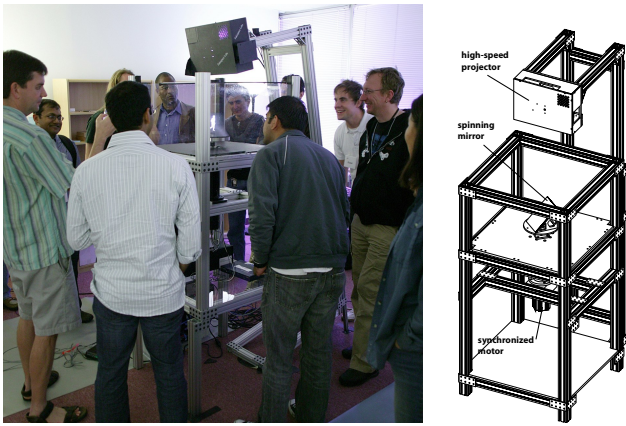 high-speed
projector
spinning
mirror
synchronized
motor